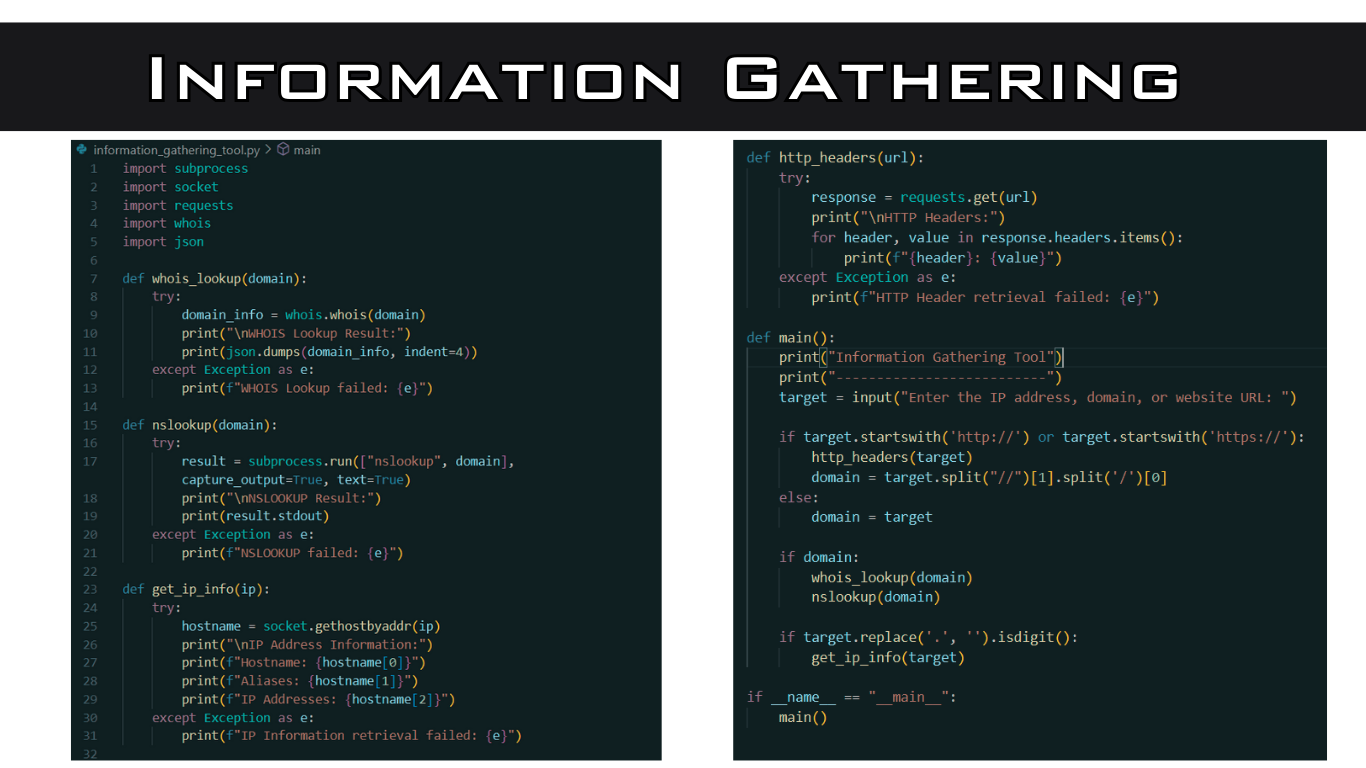 INFORMATION GATHERING
information_gathering_tool.py > main
1 import subprocess
2 import socket
3 import requests
4 import whois
5 import json
6
7 def whois_lookup(domain):
8     try:
9         domain_info = whois.whois(domain)
10         print("\nWHOIS Lookup Result:")
11         print(json.dumps(domain_info, indent=4))
12     except Exception as e:
13         print(f"WHOIS Lookup failed: {e}")
14
15 def nslookup(domain):
16     try:
17         result = subprocess.run(["nslookup", domain],
        capture_output=True, text=True)
18         print("\nNSLOOKUP Result:")
19         print(result.stdout)
20     except Exception as e:
21         print(f"NSLOOKUP failed: {e}")
22
23 def get_ip_info(ip):
24     try:
25         hostname = socket.gethostbyaddr(ip)
26         print("\nIP Address Information:")
27         print(f"Hostname: {hostname[0]}")
28         print(f"Aliases: {hostname[1]}")
29         print(f"IP Addresses: {hostname[2]}")
30     except Exception as e:
31         print(f"IP Information retrieval failed: {e}")
32
def http_headers(url):
    try:
        response = requests.get(url)
        print("\nHTTP Headers:")
        for header, value in response.headers.items():
            print(f"{header}: {value}")
    except Exception as e:
        print(f"HTTP Header retrieval failed: {e}")
def main():
    print("Information Gathering Tool")
    print("--------------------------")
    target = input("Enter the IP address, domain, or website URL: ")
    if target.startswith('http://') or target.startswith('https://'):
        http_headers(target)
        domain = target.split("//")[1].split('/')[0]
    else:
        domain = target
    if domain:
        whois_lookup(domain)
        nslookup(domain)
    if target.replace('.', '').isdigit():
        get_ip_info(target)
if __name__ == "__main__":
    main()